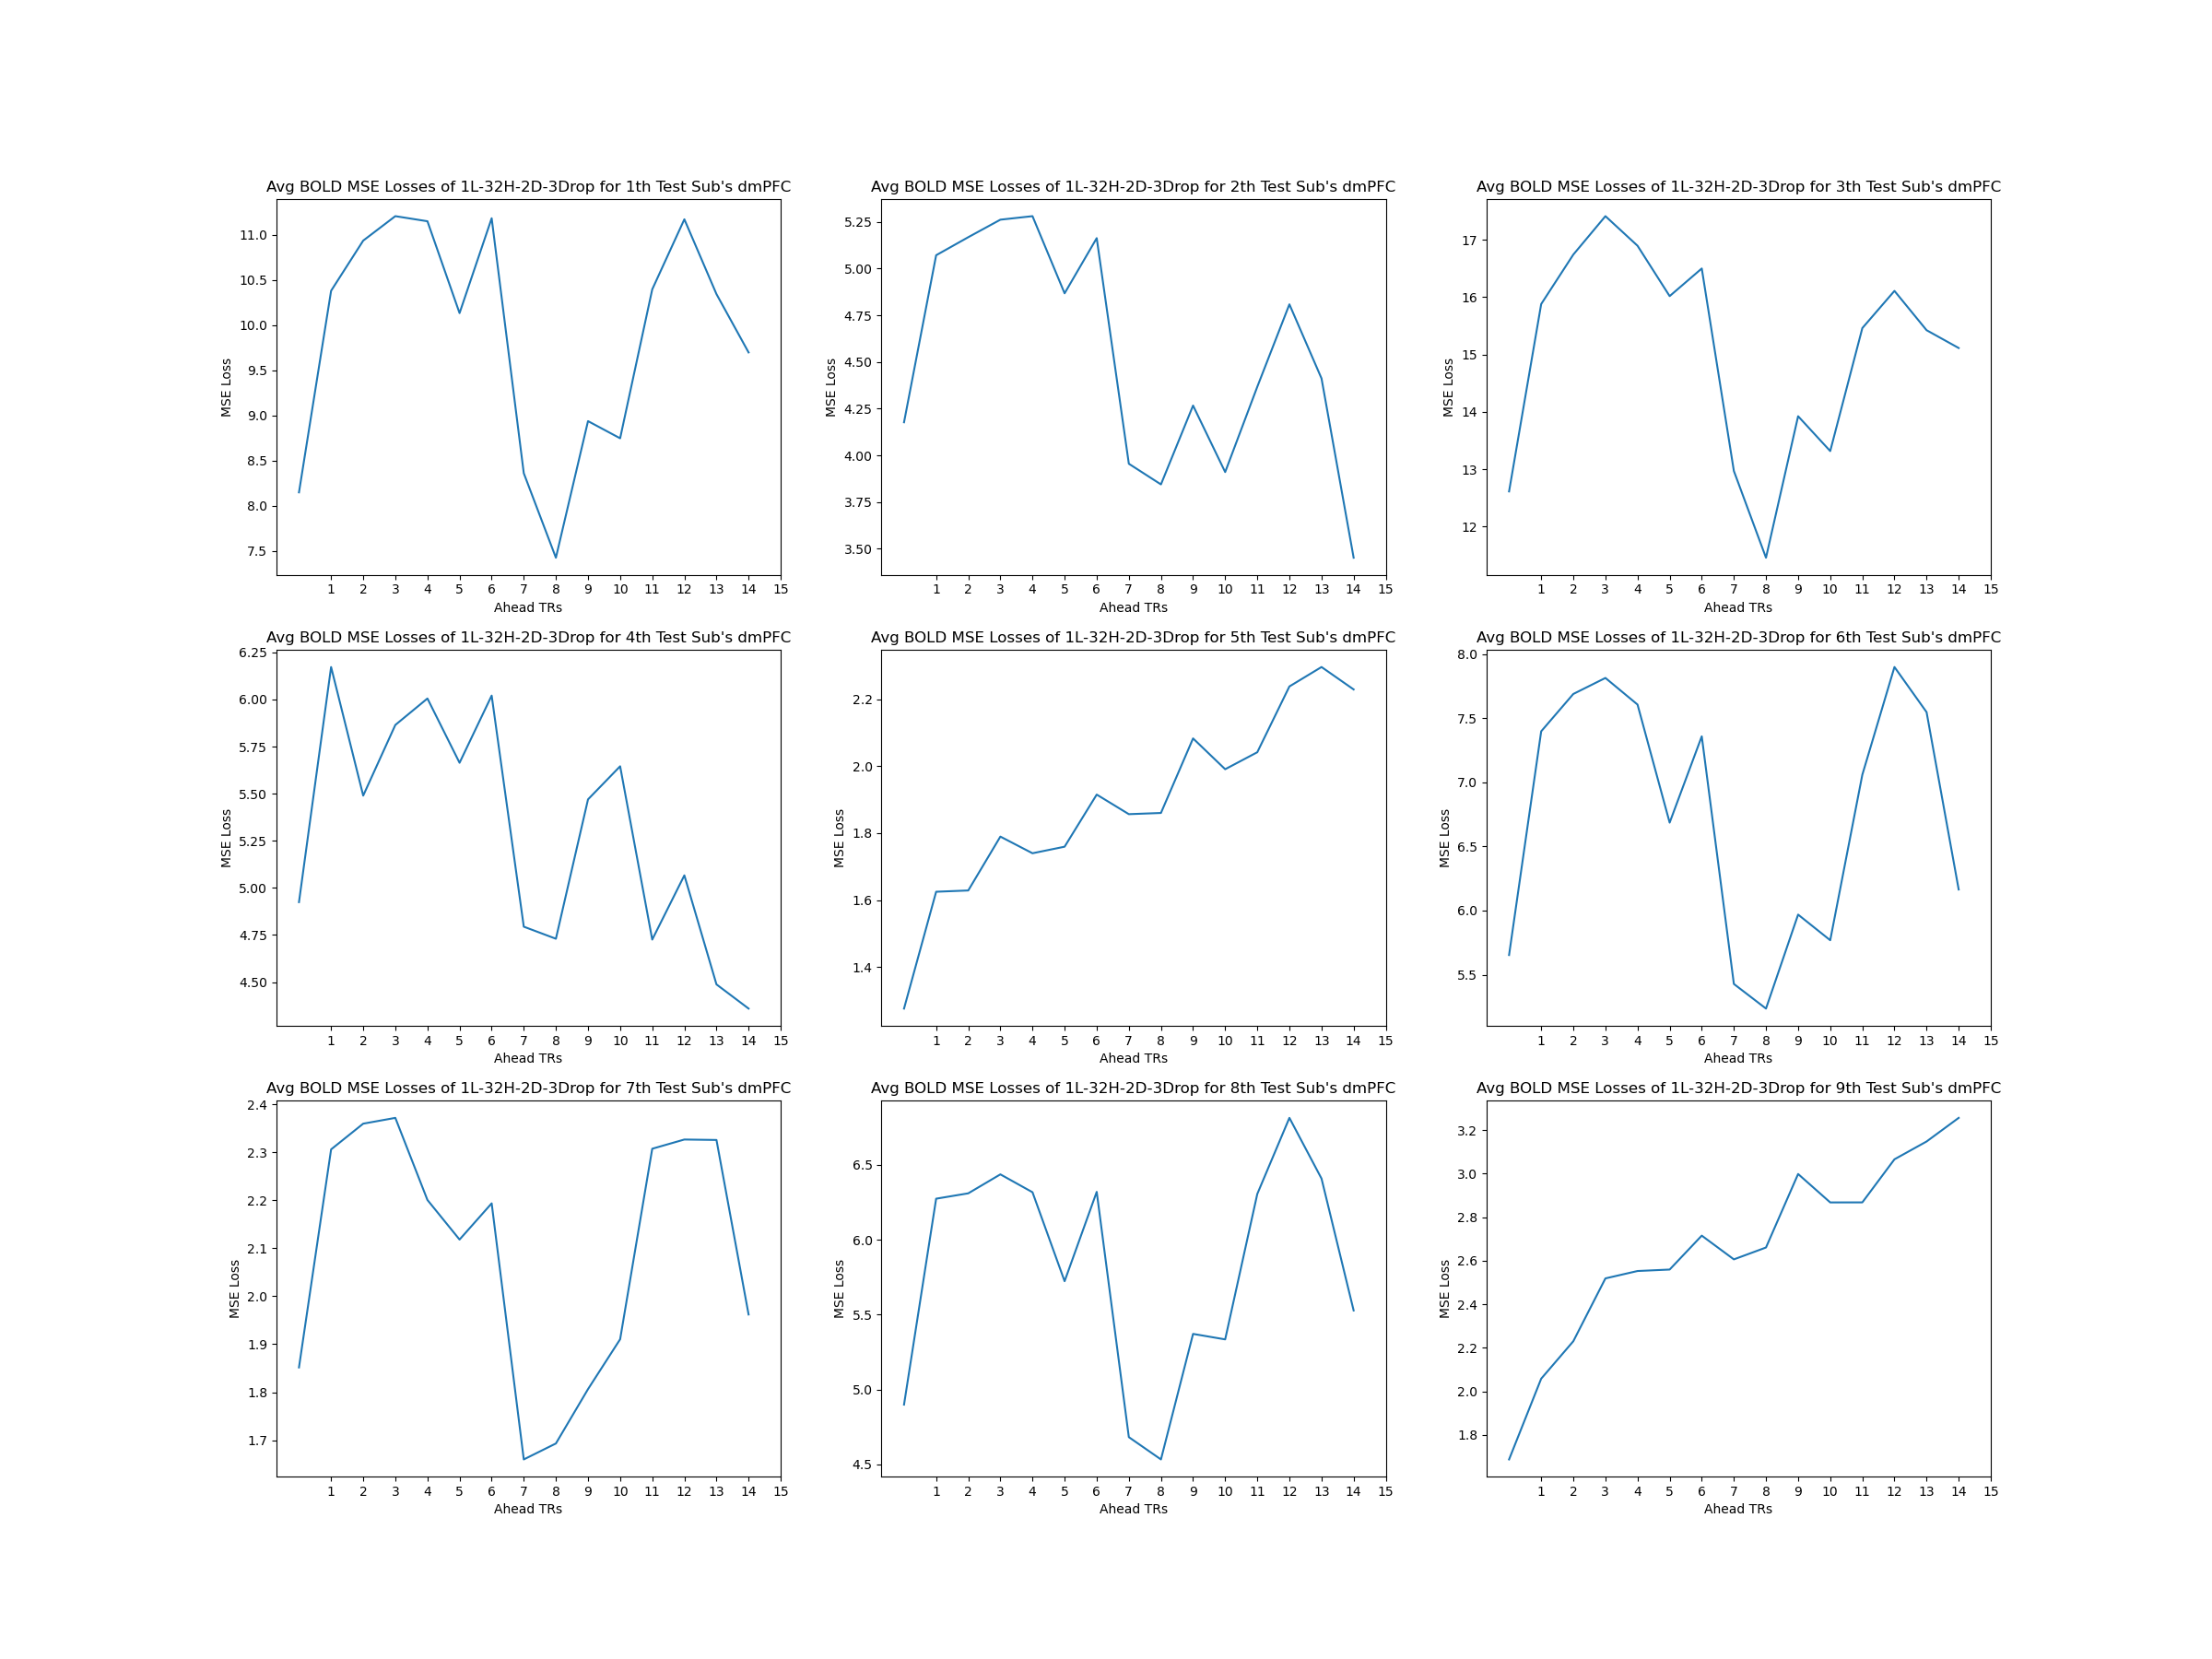 Avg BOLD MSE Losses of 1L-32H-2D-3Drop for 1th Test Sub's dmPFC
MSE Loss
11.0
10.5
10.0
9.5
9.0
8.5
8.0
7.5
1 2 3 4 5 6 7 8 9 10 11 12 13 14 15
Ahead TRs
Avg BOLD MSE Losses of 1L-32H-2D-3Drop for 2th Test Sub's dmPFC
MSE Loss
5.25
5.00
4.75
4.50
4.25
4.00
3.75
3.50
1 2 3 4 5 6 7 8 9 10 11 12 13 14 15
Ahead TRs
Avg BOLD MSE Losses of 1L-32H-2D-3Drop for 3th Test Sub's dmPFC
MSE Loss
17
16
15
14
13
12
1 2 3 4 5 6 7 8 9 10 11 12 13 14 15
Ahead TRs
Avg BOLD MSE Losses of 1L-32H-2D-3Drop for 4th Test Sub's dmPFC
MSE Loss
6.25
6.00
5.75
5.50
5.25
5.00
4.75
4.50
1 2 3 4 5 6 7 8 9 10 11 12 13 14 15
Ahead TRs
Avg BOLD MSE Losses of 1L-32H-2D-3Drop for 5th Test Sub's dmPFC
MSE Loss
2.2
2.0
1.8
1.6
1.4
1 2 3 4 5 6 7 8 9 10 11 12 13 14 15
Ahead TRs
Avg BOLD MSE Losses of 1L-32H-2D-3Drop for 6th Test Sub's dmPFC
MSE Loss
8.0
7.5
7.0
6.5
6.0
5.5
1 2 3 4 5 6 7 8 9 10 11 12 13 14 15
Ahead TRs
Avg BOLD MSE Losses of 1L-32H-2D-3Drop for 7th Test Sub's dmPFC
MSE Loss
2.4
2.3
2.2
2.1
2.0
1.9
1.8
1.7
1 2 3 4 5 6 7 8 9 10 11 12 13 14 15
Ahead TRs
Avg BOLD MSE Losses of 1L-32H-2D-3Drop for 8th Test Sub's dmPFC
MSE Loss
6.5
6.0
5.5
5.0
4.5
1 2 3 4 5 6 7 8 9 10 11 12 13 14 15
Ahead TRs
Avg BOLD MSE Losses of 1L-32H-2D-3Drop for 9th Test Sub's dmPFC
MSE Loss
3.2
3.0
2.8
2.6
2.4
2.2
2.0
1.8
1 2 3 4 5 6 7 8 9 10 11 12 13 14 15
Ahead TRs